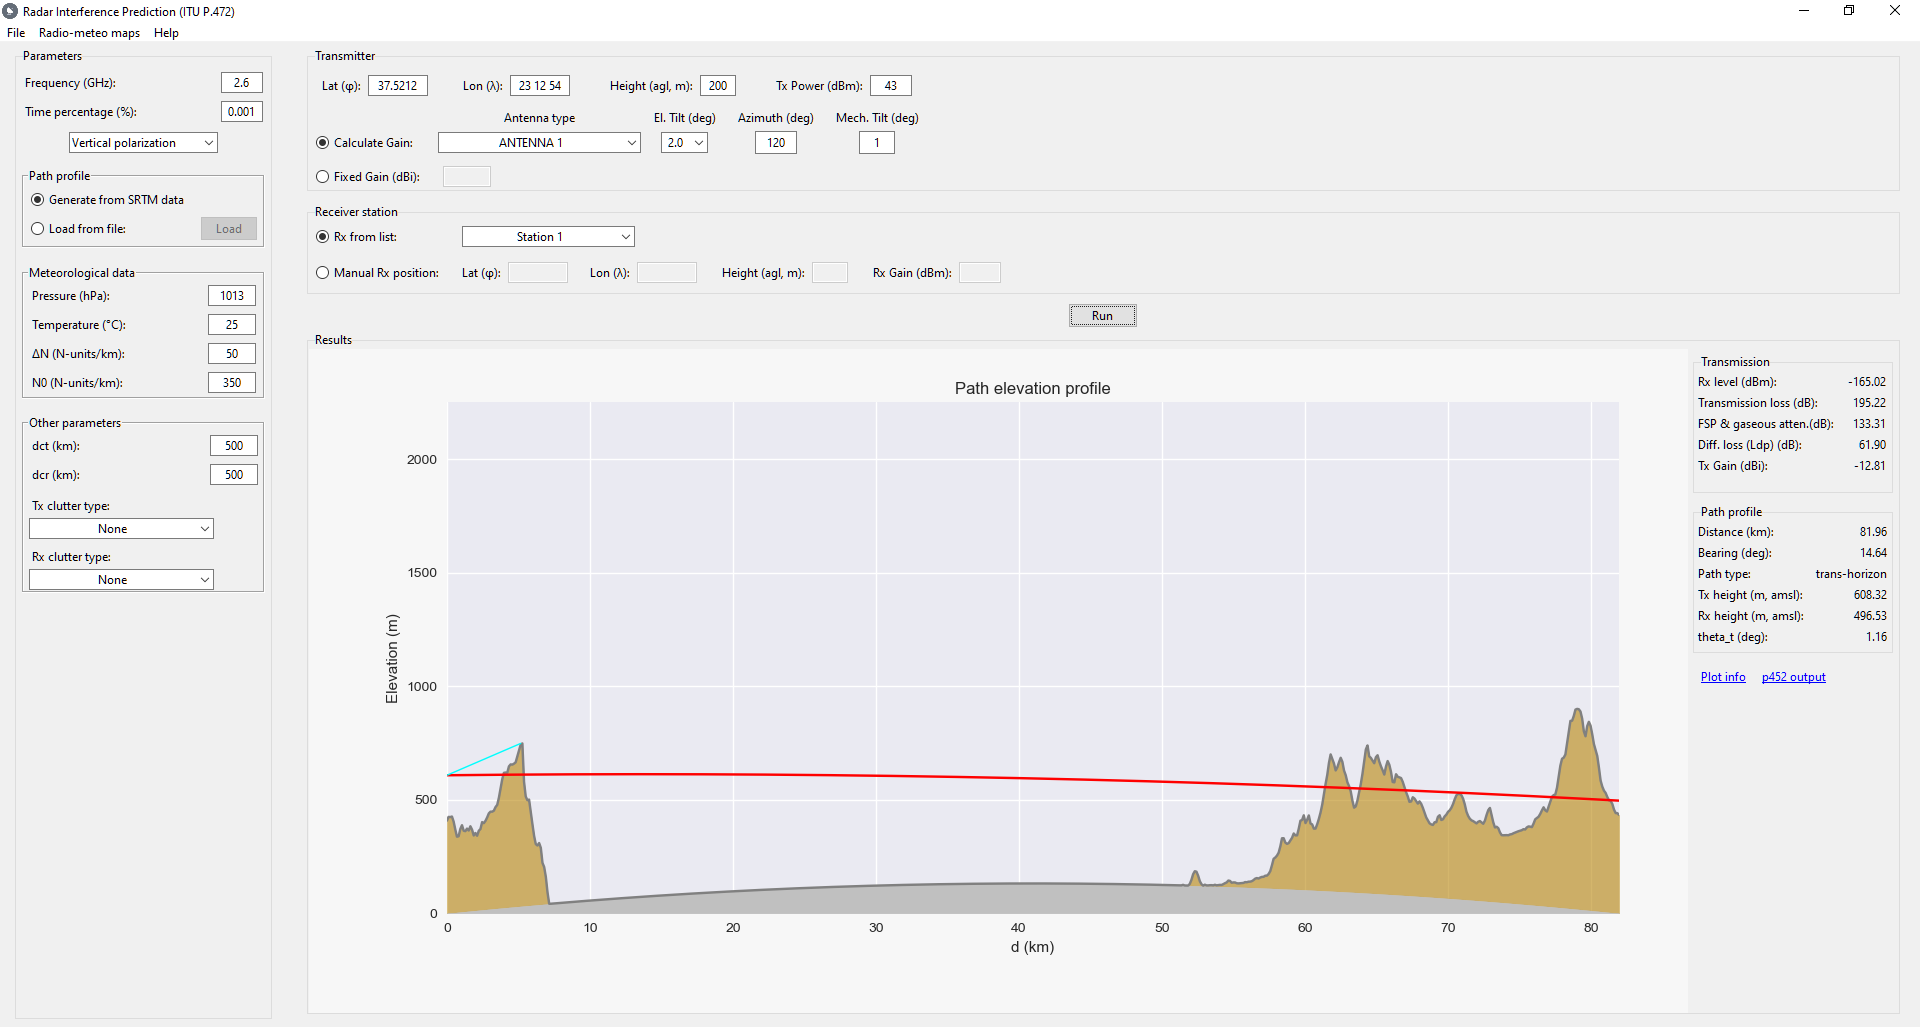 Radar Interference Prediction (ITU P.472)
File Radio-meteo maps Help
Parameters
Frequency (GHz): 2.6
Time percentage (%): 0.001
Vertical polarization
Path profile
Generate from SRTM data
Load from file: Load
Meteorological data
Pressure (hPa): 1013
Temperature (°C): 25
ΔN (N-units/km): 50
N0 (N-units/km): 350
Other parameters
dct (km): 500
dcr (km): 500
Tx clutter type:
None
Rx clutter type:
None
Transmitter
Lat (φ): 37.5212 Lon (λ): 23 12 54 Height (agl, m): 200 Tx Power (dBm): 43
Antenna type El. Tilt (deg) Azimuth (deg) Mech. Tilt (deg)
Calculate Gain: ANTENNA 1 2.0 120 1
Fixed Gain (dBi):
Receiver station
Rx from list: Station 1
Manual Rx position: Lat (φ): Lon (λ): Height (agl, m): Rx Gain (dBm):
Run
Results
Path elevation profile
Elevation (m)
2000
1500
1000
500
0
0 10 20 30 40 50 60 70 80
d (km)
Transmission
Rx level (dBm): -165.02
Transmission loss (dB): 195.22
FSP & gaseous atten.(dB): 133.31
Diff. loss (Ldp) (dB): 61.90
Tx Gain (dBi): -12.81
Path profile
Distance (km): 81.96
Bearing (deg): 14.64
Path type: trans-horizon
Tx height (m, amsl): 608.32
Rx height (m, amsl): 496.53
theta_t (deg): 1.16
Plot info p452 output